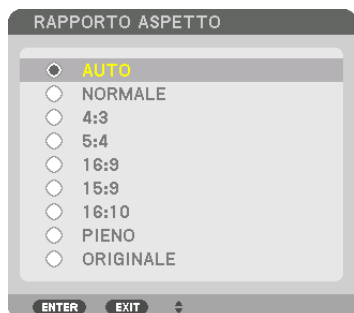 RAPPORTO ASPETTO
AUTO
NORMALE
4:3
5:4
16:9
15:9
16:10
PIENO
ORIGINALE
ENTER EXIT